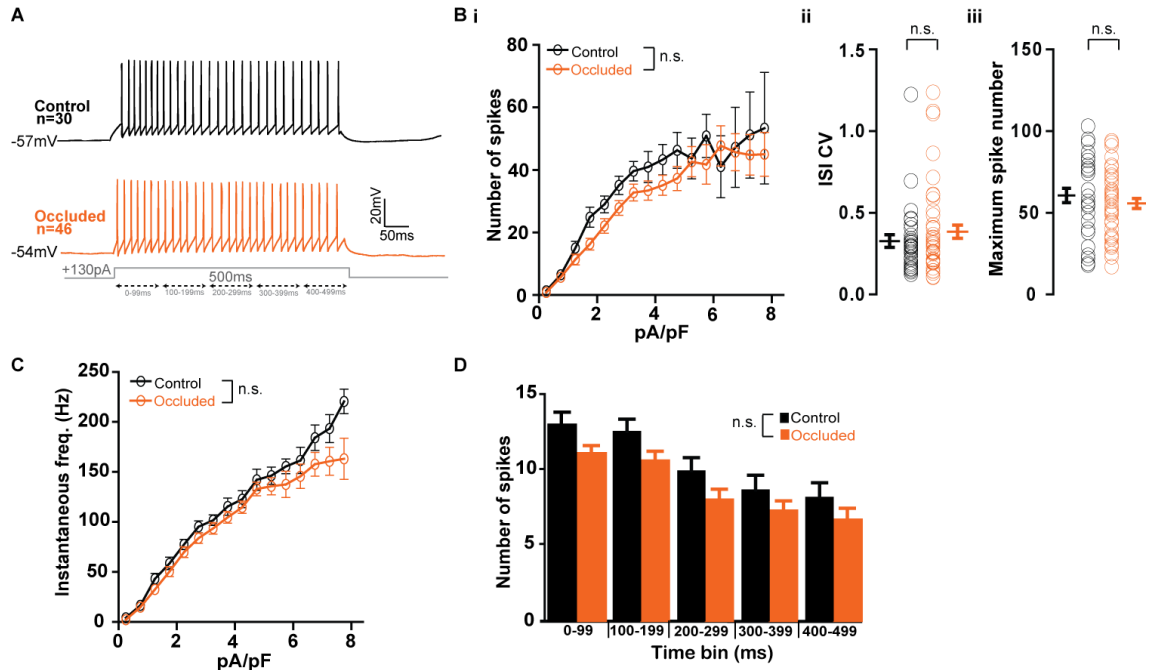 A
Control
n=30
-57mV
Occluded
n=46
-54mV
20mV
50ms
+130pA
500ms
0-99ms 100-199ms 200-299ms 300-399ms 400-499ms
B i
Control
Occluded
n.s.
Number of spikes
80
60
40
20
0
0 2 4 6 8
pA/pF
ii
n.s.
ISI CV
1.5
1.0
0.5
0.0
iii
n.s.
Maximum spike number
150
100
50
0
C
Control
Occluded
n.s.
Instantaneous freq. (Hz)
250
200
150
100
50
0
0 2 4 6 8
pA/pF
D
n.s.
Control
Occluded
Number of spikes
15
10
5
0
0-99 100-199 200-299 300-399 400-499
Time bin (ms)